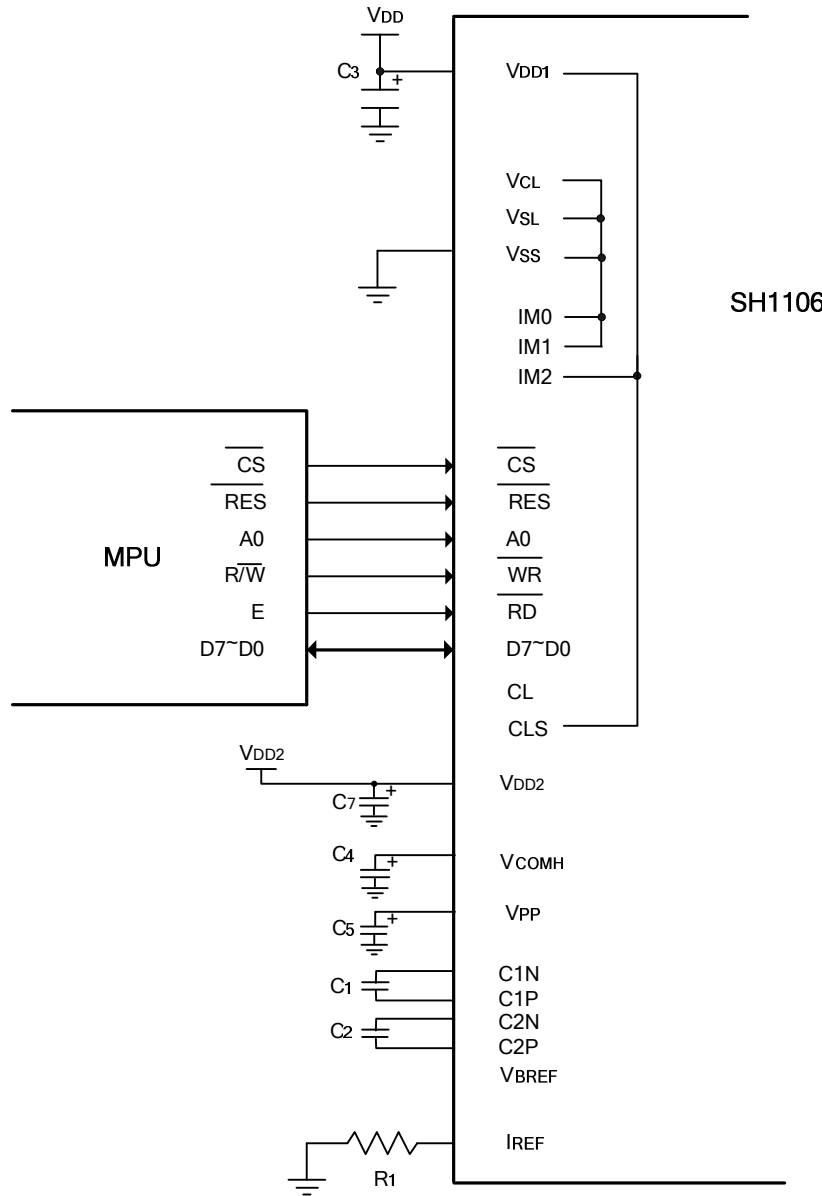 VDD
C3
+
VDD1
VCL
VSL
VSS
IM0
IM1
IM2
SH1106
MPU
CS
RES
A0
R/W
E
D7~D0
CS
RES
A0
WR
RD
D7~D0
CL
CLS
VDD2
C7
+
VDD2
C4
+
VCOMH
C5
+
VPP
C1
C1N
C1P
C2
C2N
C2P
VBREF
R1
IREF